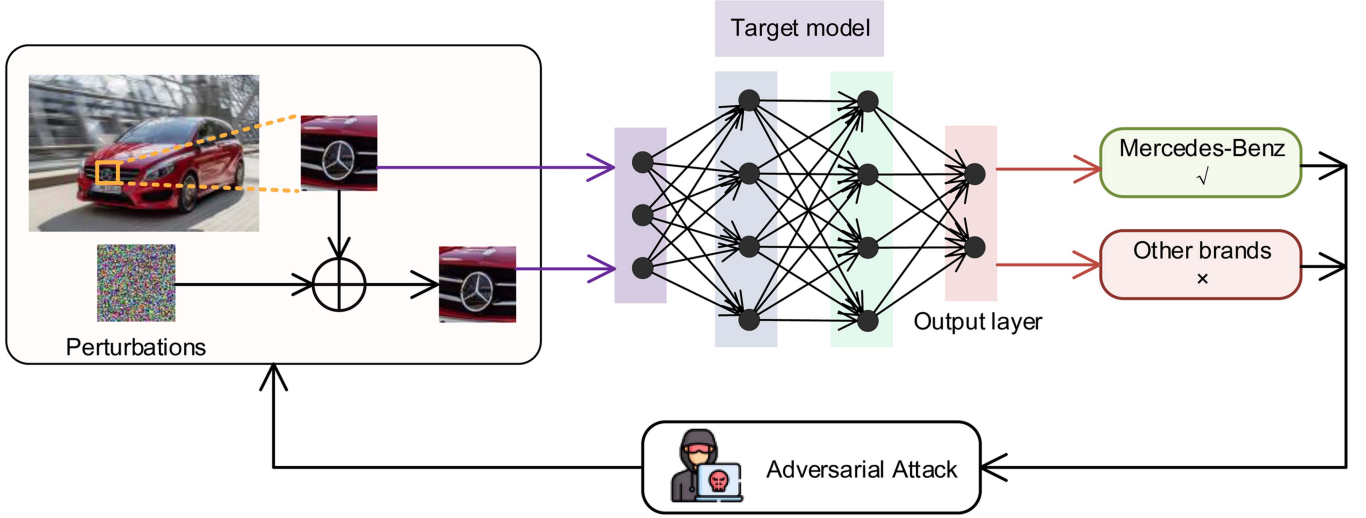 Target model
Mercedes-Benz
√
Other brands
×
Output layer
Perturbations
Adversarial Attack